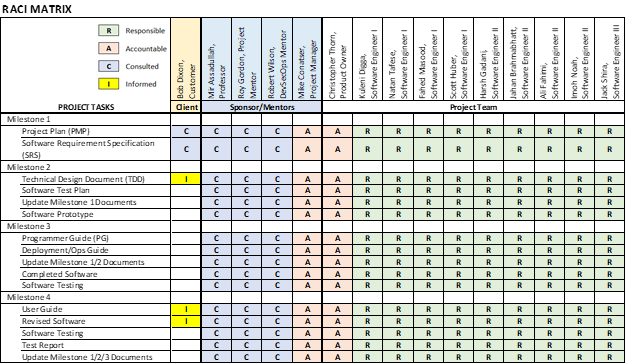 RACI MATRIX
R Responsible
A Accountable
C Consulted
I Informed
Bob Dixon,
Customer
Mir Assadullah,
Professor
Roy Gordon, Project
Mentor
Robert Wilson,
DevSecOps Mentor
Mike Conatser,
Project Manager
Christopher Thorn,
Product Owner
Kuleni Digga,
Software Engineer I
Natan Tafese,
Software Engineer I
Fahed Masood,
Software Engineer I
Scott Huber,
Software Engineer I
Harsh Gadani,
Software Engineer II
Jahan Brahmabhatt,
Software Engineer II
Ali Fahimi,
Software Engineer II
Imoh Noah,
Software Engineer II
Jack Shira,
Software Engineer III
PROJECT TASKS Client Sponsor/Mentors Project Team
Milestone 1
Project Plan (PMP) C C C C A A R R R R R R R R R
Software Requirement Specification
(SRS) C C C C A A R R R R R R R R R
Milestone 2
Technical Design Document (TDD) I C C C A A R R R R R R R R R
Software Test Plan C C C A A R R R R R R R R R
Update Milestone 1 Documents C C C A A R R R R R R R R R
Software Prototype C C C A A R R R R R R R R R
Milestone 3
Programmer Guide (PG) C C C A A R R R R R R R R R
Deployment/Ops Guide C C C A A R R R R R R R R R
Update Milestone 1/2 Documents C C C A A R R R R R R R R R
Completed Software C C C A A R R R R R R R R R
Software Testing C C C A A R R R R R R R R R
Milestone 4
User Guide I C C C A A R R R R R R R R R
Revised Software I C C C A A R R R R R R R R R
Software Testing C C C A A R R R R R R R R R
Test Report C C C A A R R R R R R R R R
Update Milestone 1/2/3 Documents C C C A A R R R R R R R R R